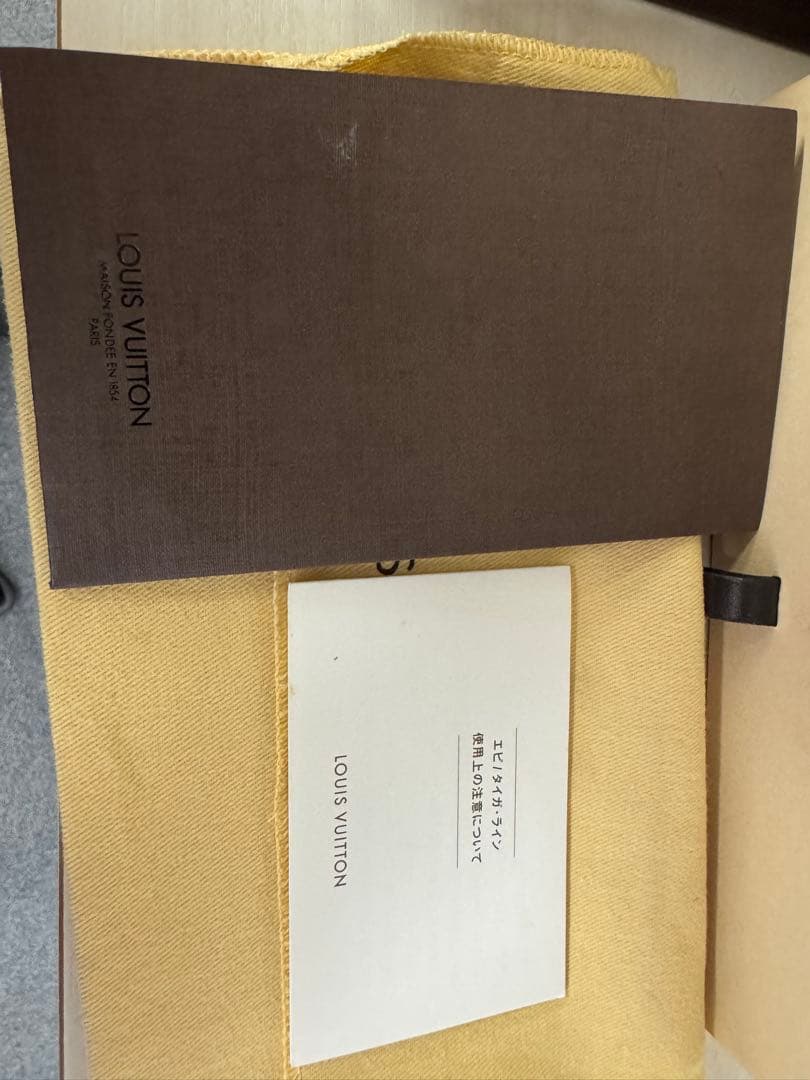 LOUIS VUITTON
MAISON FONDÉE EN 1854
PARIS
S
エピ/タイガ・ライン
使用上の注意について
LOUIS VUITTON